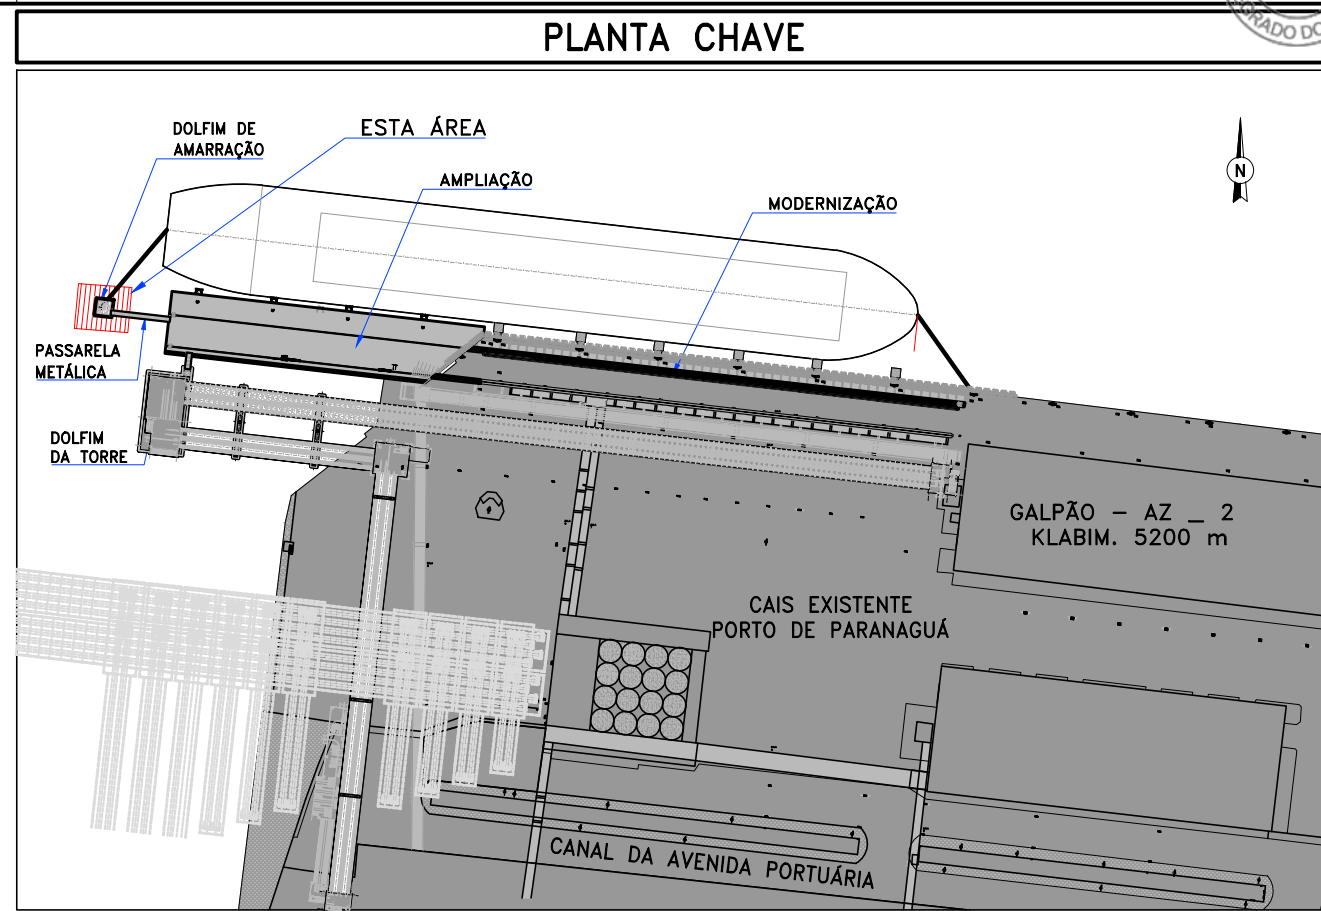 PLANTA CHAVE
DOLFIM DE
AMARRAÇÃO
ESTA ÁREA
AMPLIAÇÃO
MODERNIZAÇÃO
N
PASSARELA
METÁLICA
DOLFIM
DA TORRE
GALPÃO - AZ _ 2
KLABIM. 5200 m
CAIS EXISTENTE
PORTO DE PARANAGUÁ
CANAL DA AVENIDA PORTUÁRIA